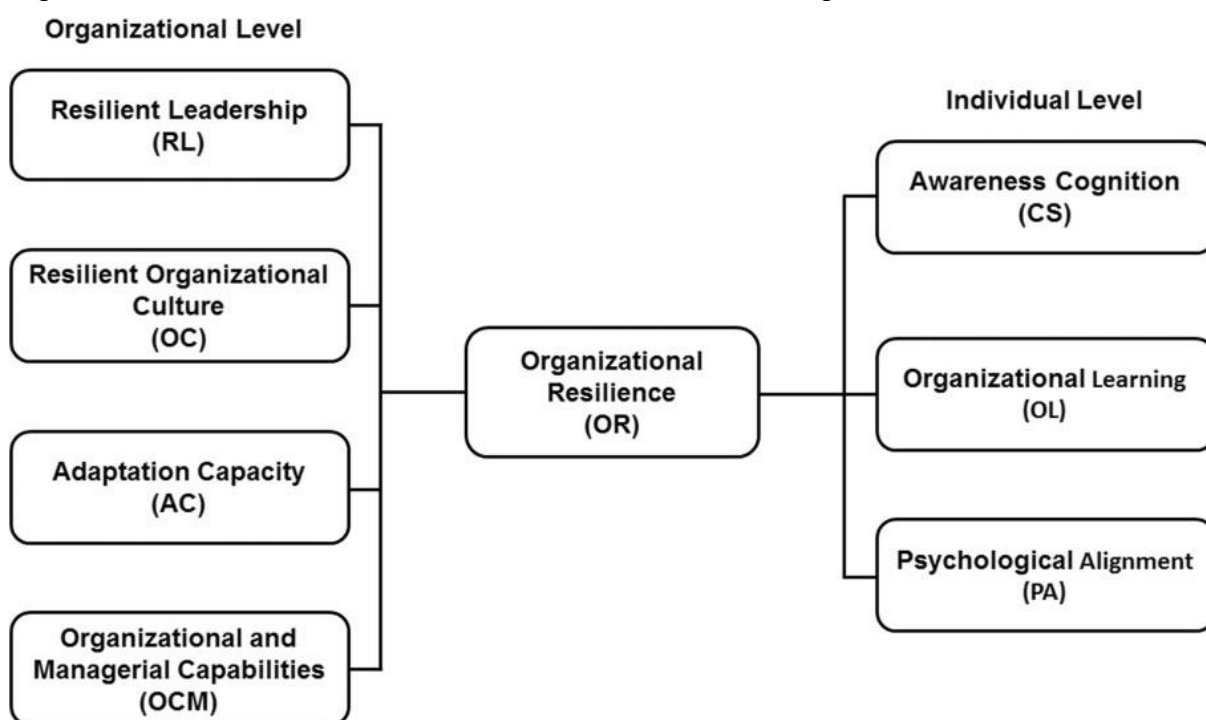 Organizational Level
Resilient Leadership
(RL)
Resilient Organizational
Culture
(OC)
Adaptation Capacity
(AC)
Organizational and
Managerial Capabilities
(OCM)
Organizational
Resilience
(OR)
Individual Level
Awareness Cognition
(CS)
Organizational Learning
(OL)
Psychological Alignment
(PA)